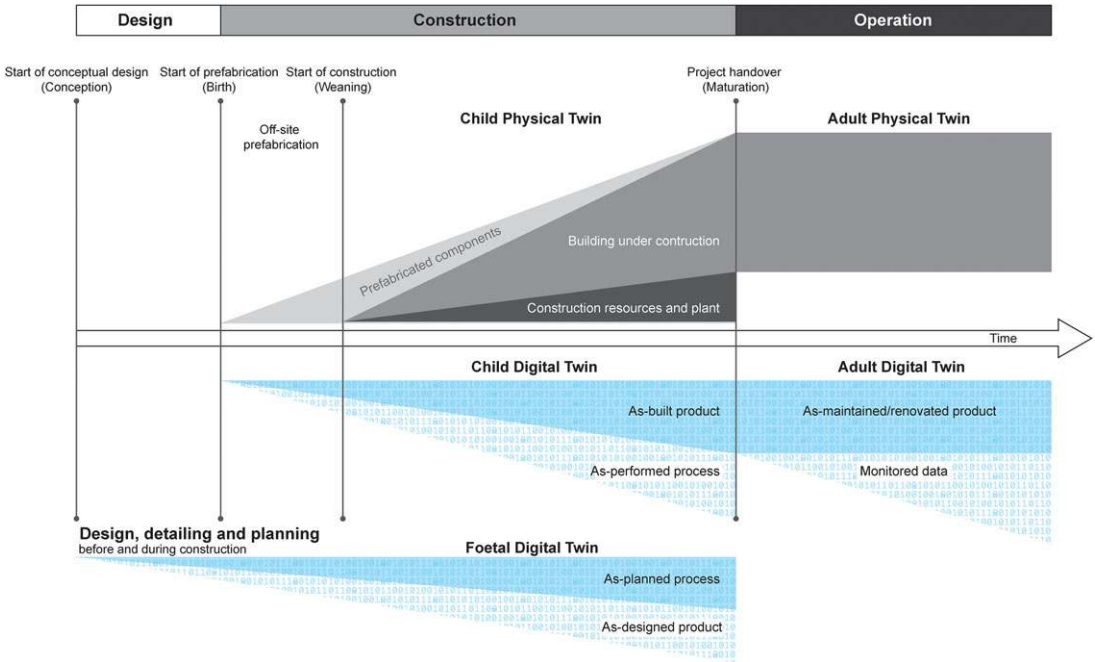 Design
Construction
Operation
Start of conceptual design
(Conception)
Start of prefabrication
(Birth)
Start of construction
(Weaning)
Project handover
(Maturation)
Off-site
prefabrication
Child Physical Twin
Adult Physical Twin
Prefabricated components
Building under contruction
Construction resources and plant
Time
Child Digital Twin
Adult Digital Twin
As-built product
As-maintained/renovated product
As-performed process
Monitored data
Design, detailing and planning
before and during construction
Foetal Digital Twin
As-planned process
As-designed product